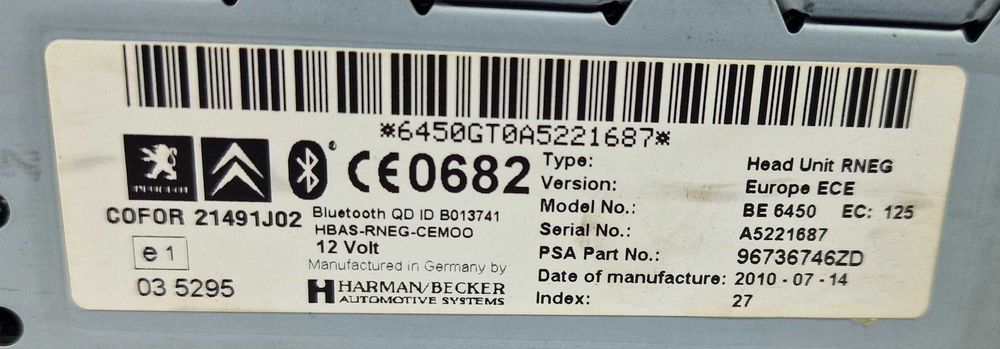 *6450GT0A5221687*
PEUGEOT
CE0682
COFOR 21491J02
Bluetooth QD ID B013741
HBAS-RNEG-CEMOO
12 Volt
e1
03 5295
Manufactured in Germany by
HARMAN/BECKER
AUTOMOTIVE SYSTEMS
Type: Head Unit RNEG
Version: Europe ECE
Model No.: BE 6450 EC: 125
Serial No.: A5221687
PSA Part No.: 96736746ZD
Date of manufacture: 2010 - 07 - 14
Index: 27